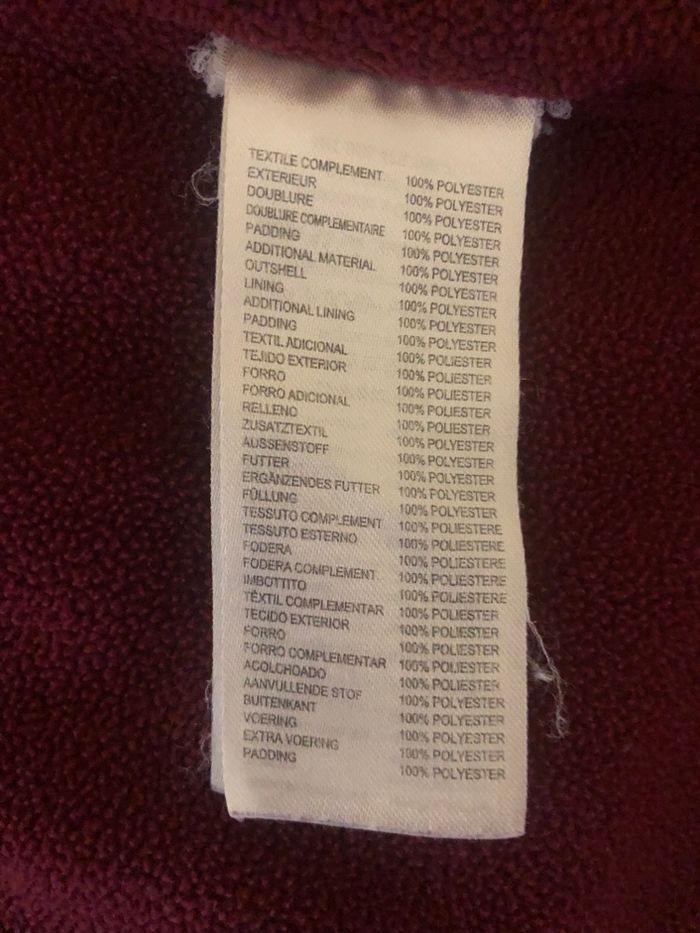 TEXTILE COMPLEMENT 100% POLYESTER
EXTERIEUR 100% POLYESTER
DOUBLURE 100% POLYESTER
DOUBLURE COMPLEMENTAIRE 100% POLYESTER
PADDING 100% POLYESTER
ADDITIONAL MATERIAL 100% POLYESTER
OUTSHELL 100% POLYESTER
LINING 100% POLYESTER
ADDITIONAL LINING 100% POLYESTER
PADDING 100% POLYESTER
TEXTIL ADICIONAL 100% POLIESTER
TEJIDO EXTERIOR 100% POLIESTER
FORRO 100% POLIESTER
FORRO ADICIONAL 100% POLIESTER
RELLENO 100% POLIESTER
ZUSATZTEXTIL 100% POLYESTER
AUSSENSTOFF 100% POLYESTER
FUTTER 100% POLYESTER
ERGÄNZENDES FUTTER 100% POLYESTER
FÜLLUNG 100% POLYESTER
TESSUTO COMPLEMENT 100% POLIESTERE
TESSUTO ESTERNO 100% POLIESTERE
FODERA 100% POLIESTERE
FODERA COMPLEMENT 100% POLIESTERE
IMBOTTITO 100% POLIESTERE
TÊXTIL COMPLEMENTAR 100% POLIESTER
TECIDO EXTERIOR 100% POLIESTER
FORRO 100% POLIESTER
FORRO COMPLEMENTAR 100% POLIESTER
ACOLCHOADO 100% POLIESTER
AANVULLENDE STOF 100% POLYESTER
BUITENKANT 100% POLYESTER
VOERING 100% POLYESTER
EXTRA VOERING 100% POLYESTER
PADDING 100% POLYESTER